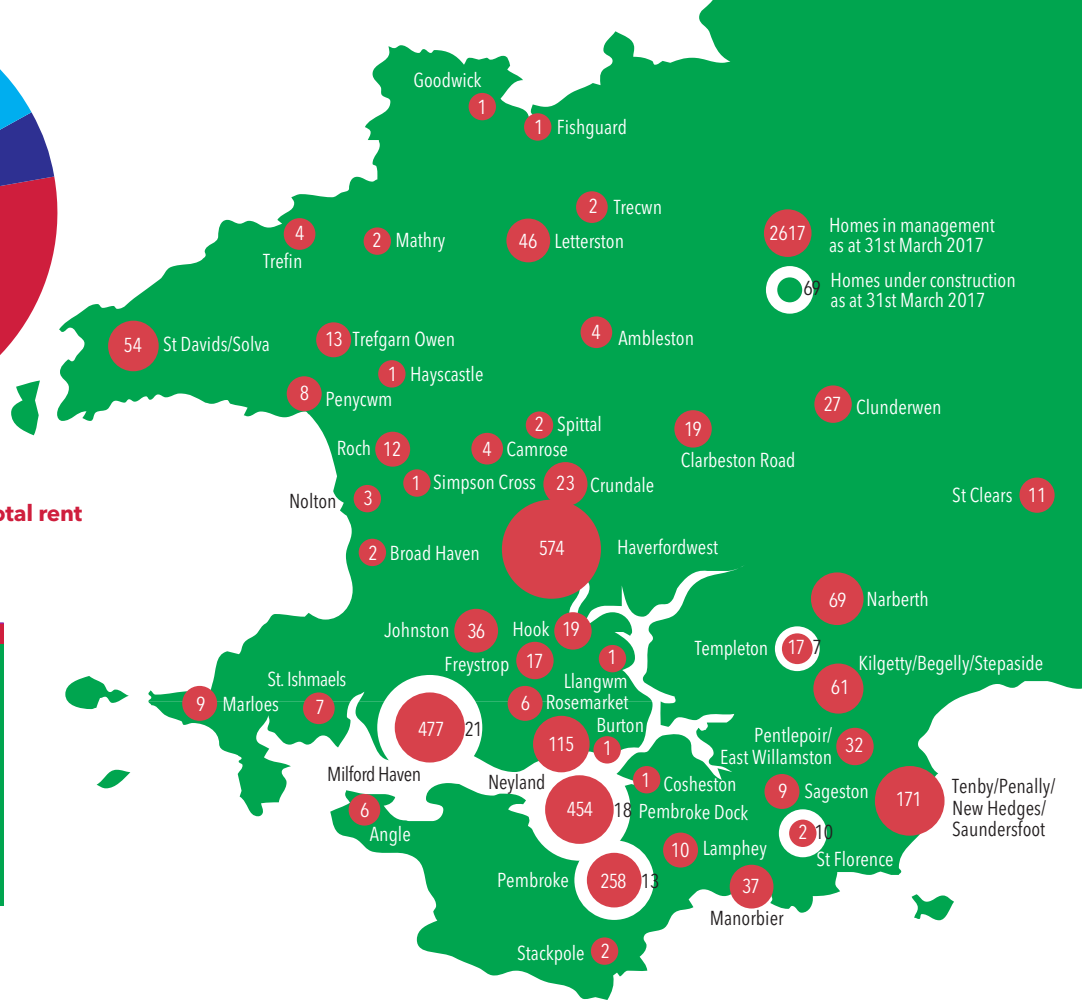 Goodwick
1
1 Fishguard
2 Trecwn
4
Trefin
2 Mathry
46 Letterston
2617 Homes in management
as at 31st March 2017
69 Homes under construction
as at 31st March 2017
54 St Davids/Solva
13 Trefgarn Owen
4 Ambleston
1 Hayscastle
8 Penycwm
27 Clunderwen
2 Spittal
19
Clarbeston Road
Roch 12
4 Camrose
1 Simpson Cross
23 Crundale
Nolton 3
St Clears 11
otal rent
2 Broad Haven
574 Haverfordwest
69 Narberth
Johnston 36
Hook 19
Templeton 17 7
Freystrop 17
1
Llangwm
Kilgetty/Begelly/Stepaside
61
St. Ishmaels
7
9 Marloes
6 Rosemarket
477 21
Milford Haven
Burton
1
115
Neyland
Pentlepoir/
East Willamston
32
1 Cosheston
9 Sageston
171
Tenby/Penally/
New Hedges/
Saundersfoot
6
Angle
454 18 Pembroke Dock
2 10
St Florence
10 Lamphey
Pembroke 258 13
37
Manorbier
Stackpole 2